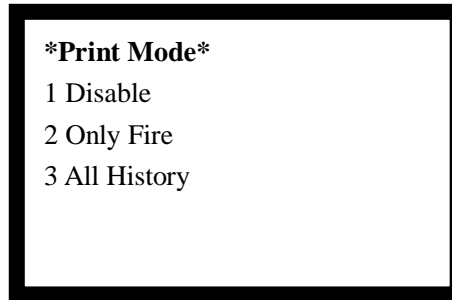 *Print Mode*
1 Disable
2 Only Fire
3 All History